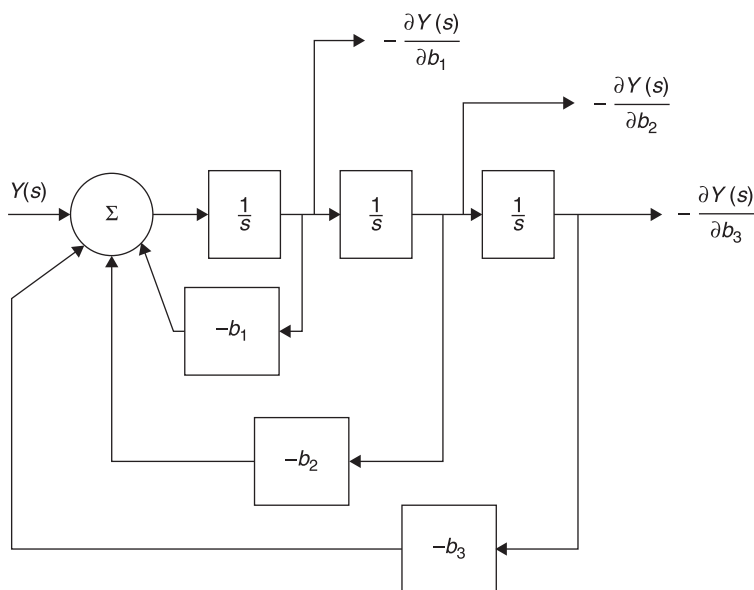 − ∂Y (s)
∂b1
− ∂Y (s)
∂b2
Y(s)
Σ
1
s
1
s
1
s
− ∂Y (s)
∂b3
−b1
−b2
−b3